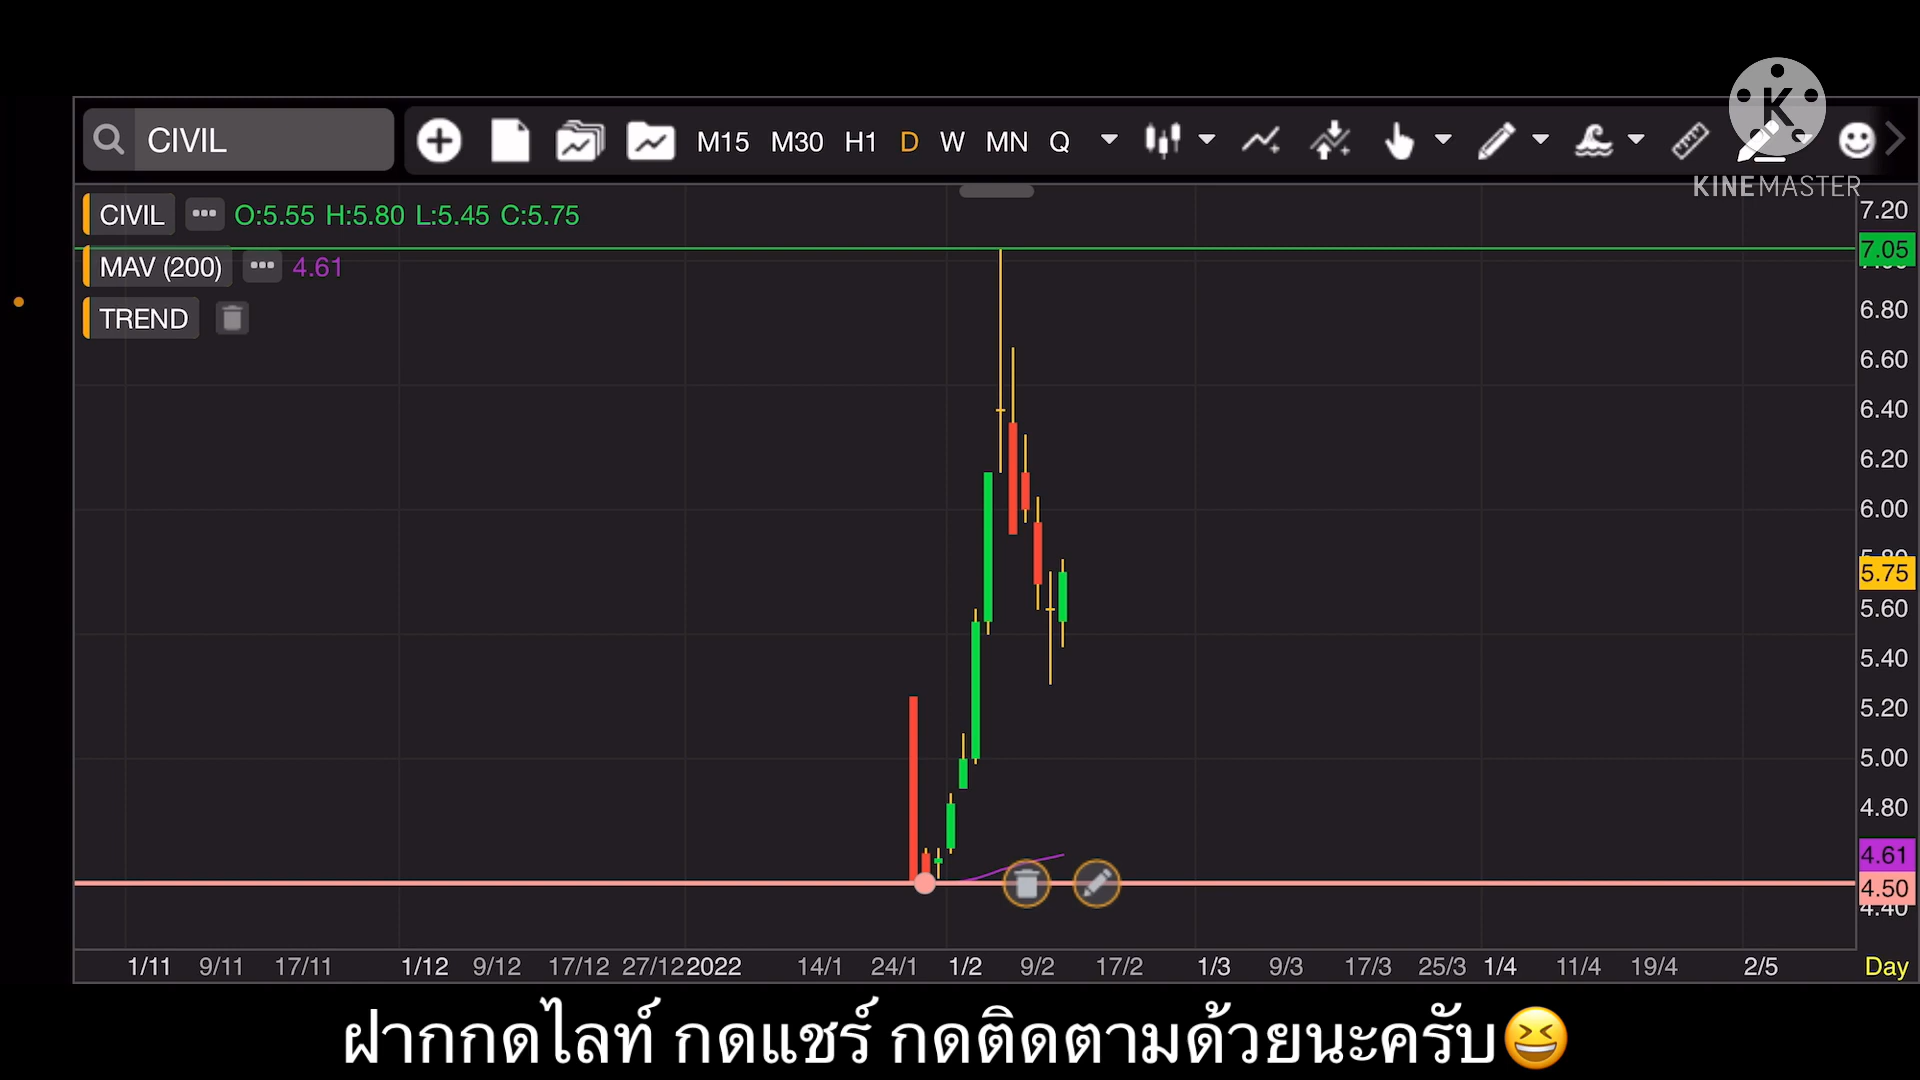 CIVIL M15 M30 H1 D W MN Q
K
KINEMASTER
CIVIL ••• O:5.55 H:5.80 L:5.45 C:5.75
MAV (200) ••• 4.61
TREND
7.20
7.05
6.80
6.60
6.40
6.20
6.00
5.80
5.75
5.60
5.40
5.20
5.00
4.80
4.61
4.50
4.40
1/11 9/11 17/11 1/12 9/12 17/12 27/12 2022 14/1 24/1 1/2 9/2 17/2 1/3 9/3 17/3 25/3 1/4 11/4 19/4 2/5 Day
ฝากกดไลท์ กดแชร์ กดติดตามด้วยนะครับ😆